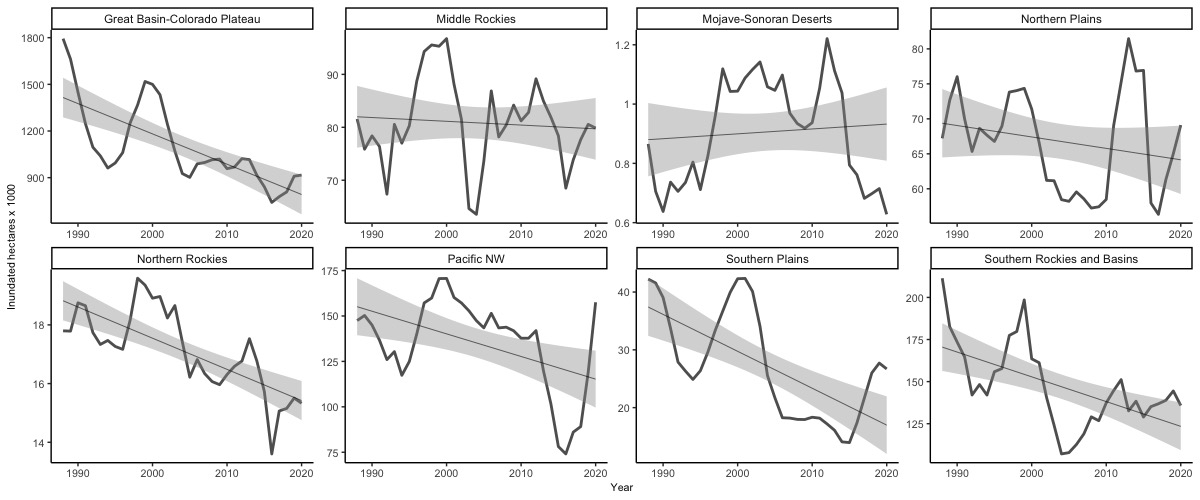 Great Basin-Colorado Plateau
Middle Rockies
Mojave-Sonoran Deserts
Northern Plains
1800
1500
1200
900
1990 2000 2010 2020
90
80
70
1990 2000 2010 2020
1.2
1
0.8
0.6
1990 2000 2010 2020
80
75
70
65
60
1990 2000 2010 2020
Inundated hectares x 1000
Northern Rockies
Pacific NW
Southern Plains
Southern Rockies and Basins
18
16
14
1990 2000 2010 2020
175
150
125
100
75
1990 2000 2010 2020
40
30
20
1990 2000 2010 2020
200
175
150
125
1990 2000 2010 2020
Year